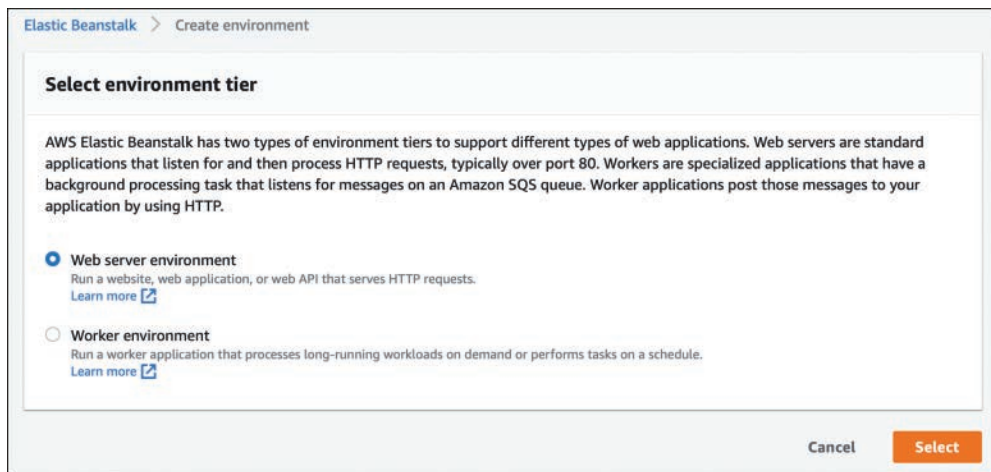 Elastic Beanstalk > Create environment
Select environment tier
AWS Elastic Beanstalk has two types of environment tiers to support different types of web applications. Web servers are standard
applications that listen for and then process HTTP requests, typically over port 80. Workers are specialized applications that have a
background processing task that listens for messages on an Amazon SQS queue. Worker applications post those messages to your
application by using HTTP.
Web server environment
Run a website, web application, or web API that serves HTTP requests.
Learn more
Worker environment
Run a worker application that processes long-running workloads on demand or performs tasks on a schedule.
Learn more
Cancel Select